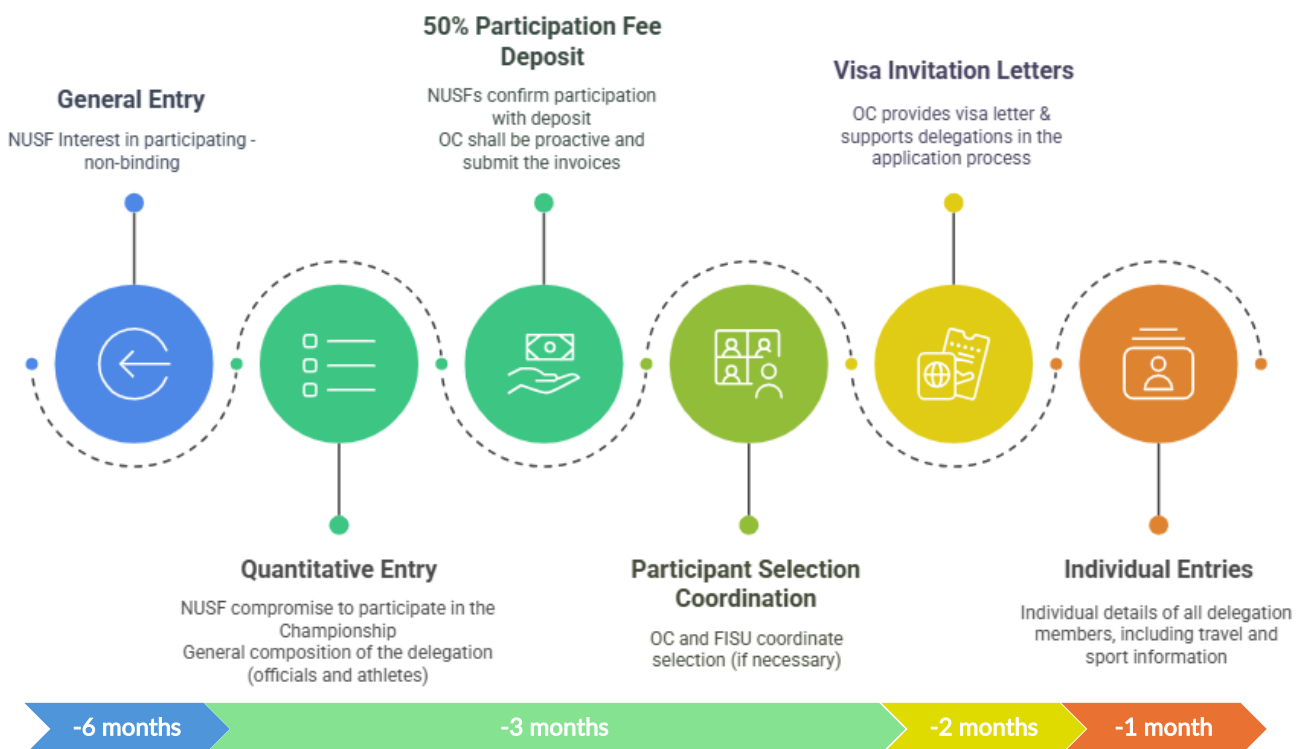 General Entry
NUSF Interest in participating -
non-binding
Quantitative Entry
NUSF compromise to participate in the
Championship
General composition of the delegation
(officials and athletes)
50% Participation Fee
Deposit
NUSFs confirm participation
with deposit
OC shall be proactive and
submit the invoices
Participant Selection
Coordination
OC and FISU coordinate
selection (if necessary)
Visa Invitation Letters
OC provides visa letter &
supports delegations in the
application process
Individual Entries
Individual details of all delegation
members, including travel and
sport information
-6 months
-3 months
-2 months
-1 month